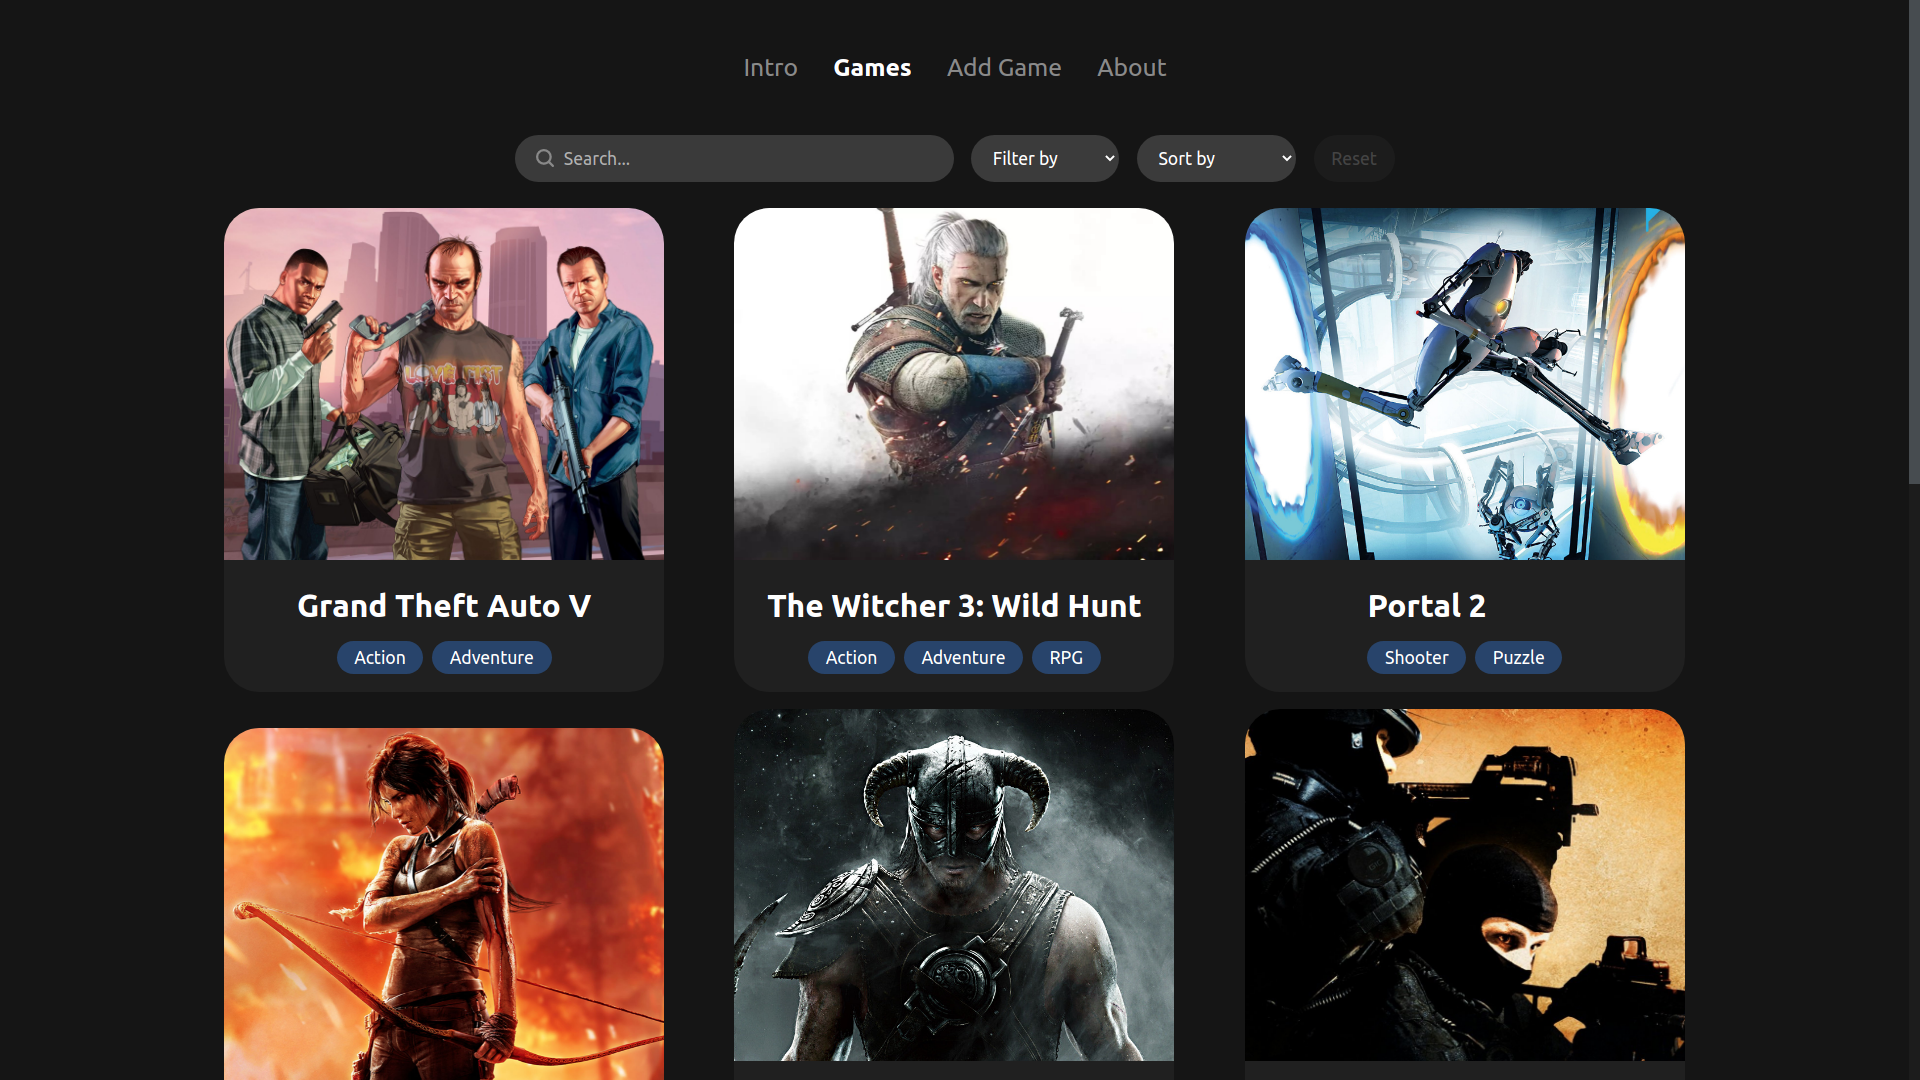 Intro Games Add Game About
Search... Filter by Sort by Reset
Grand Theft Auto V
Action Adventure
The Witcher 3: Wild Hunt
Action Adventure RPG
Portal 2
Shooter Puzzle